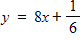 y = 8x + 1/6